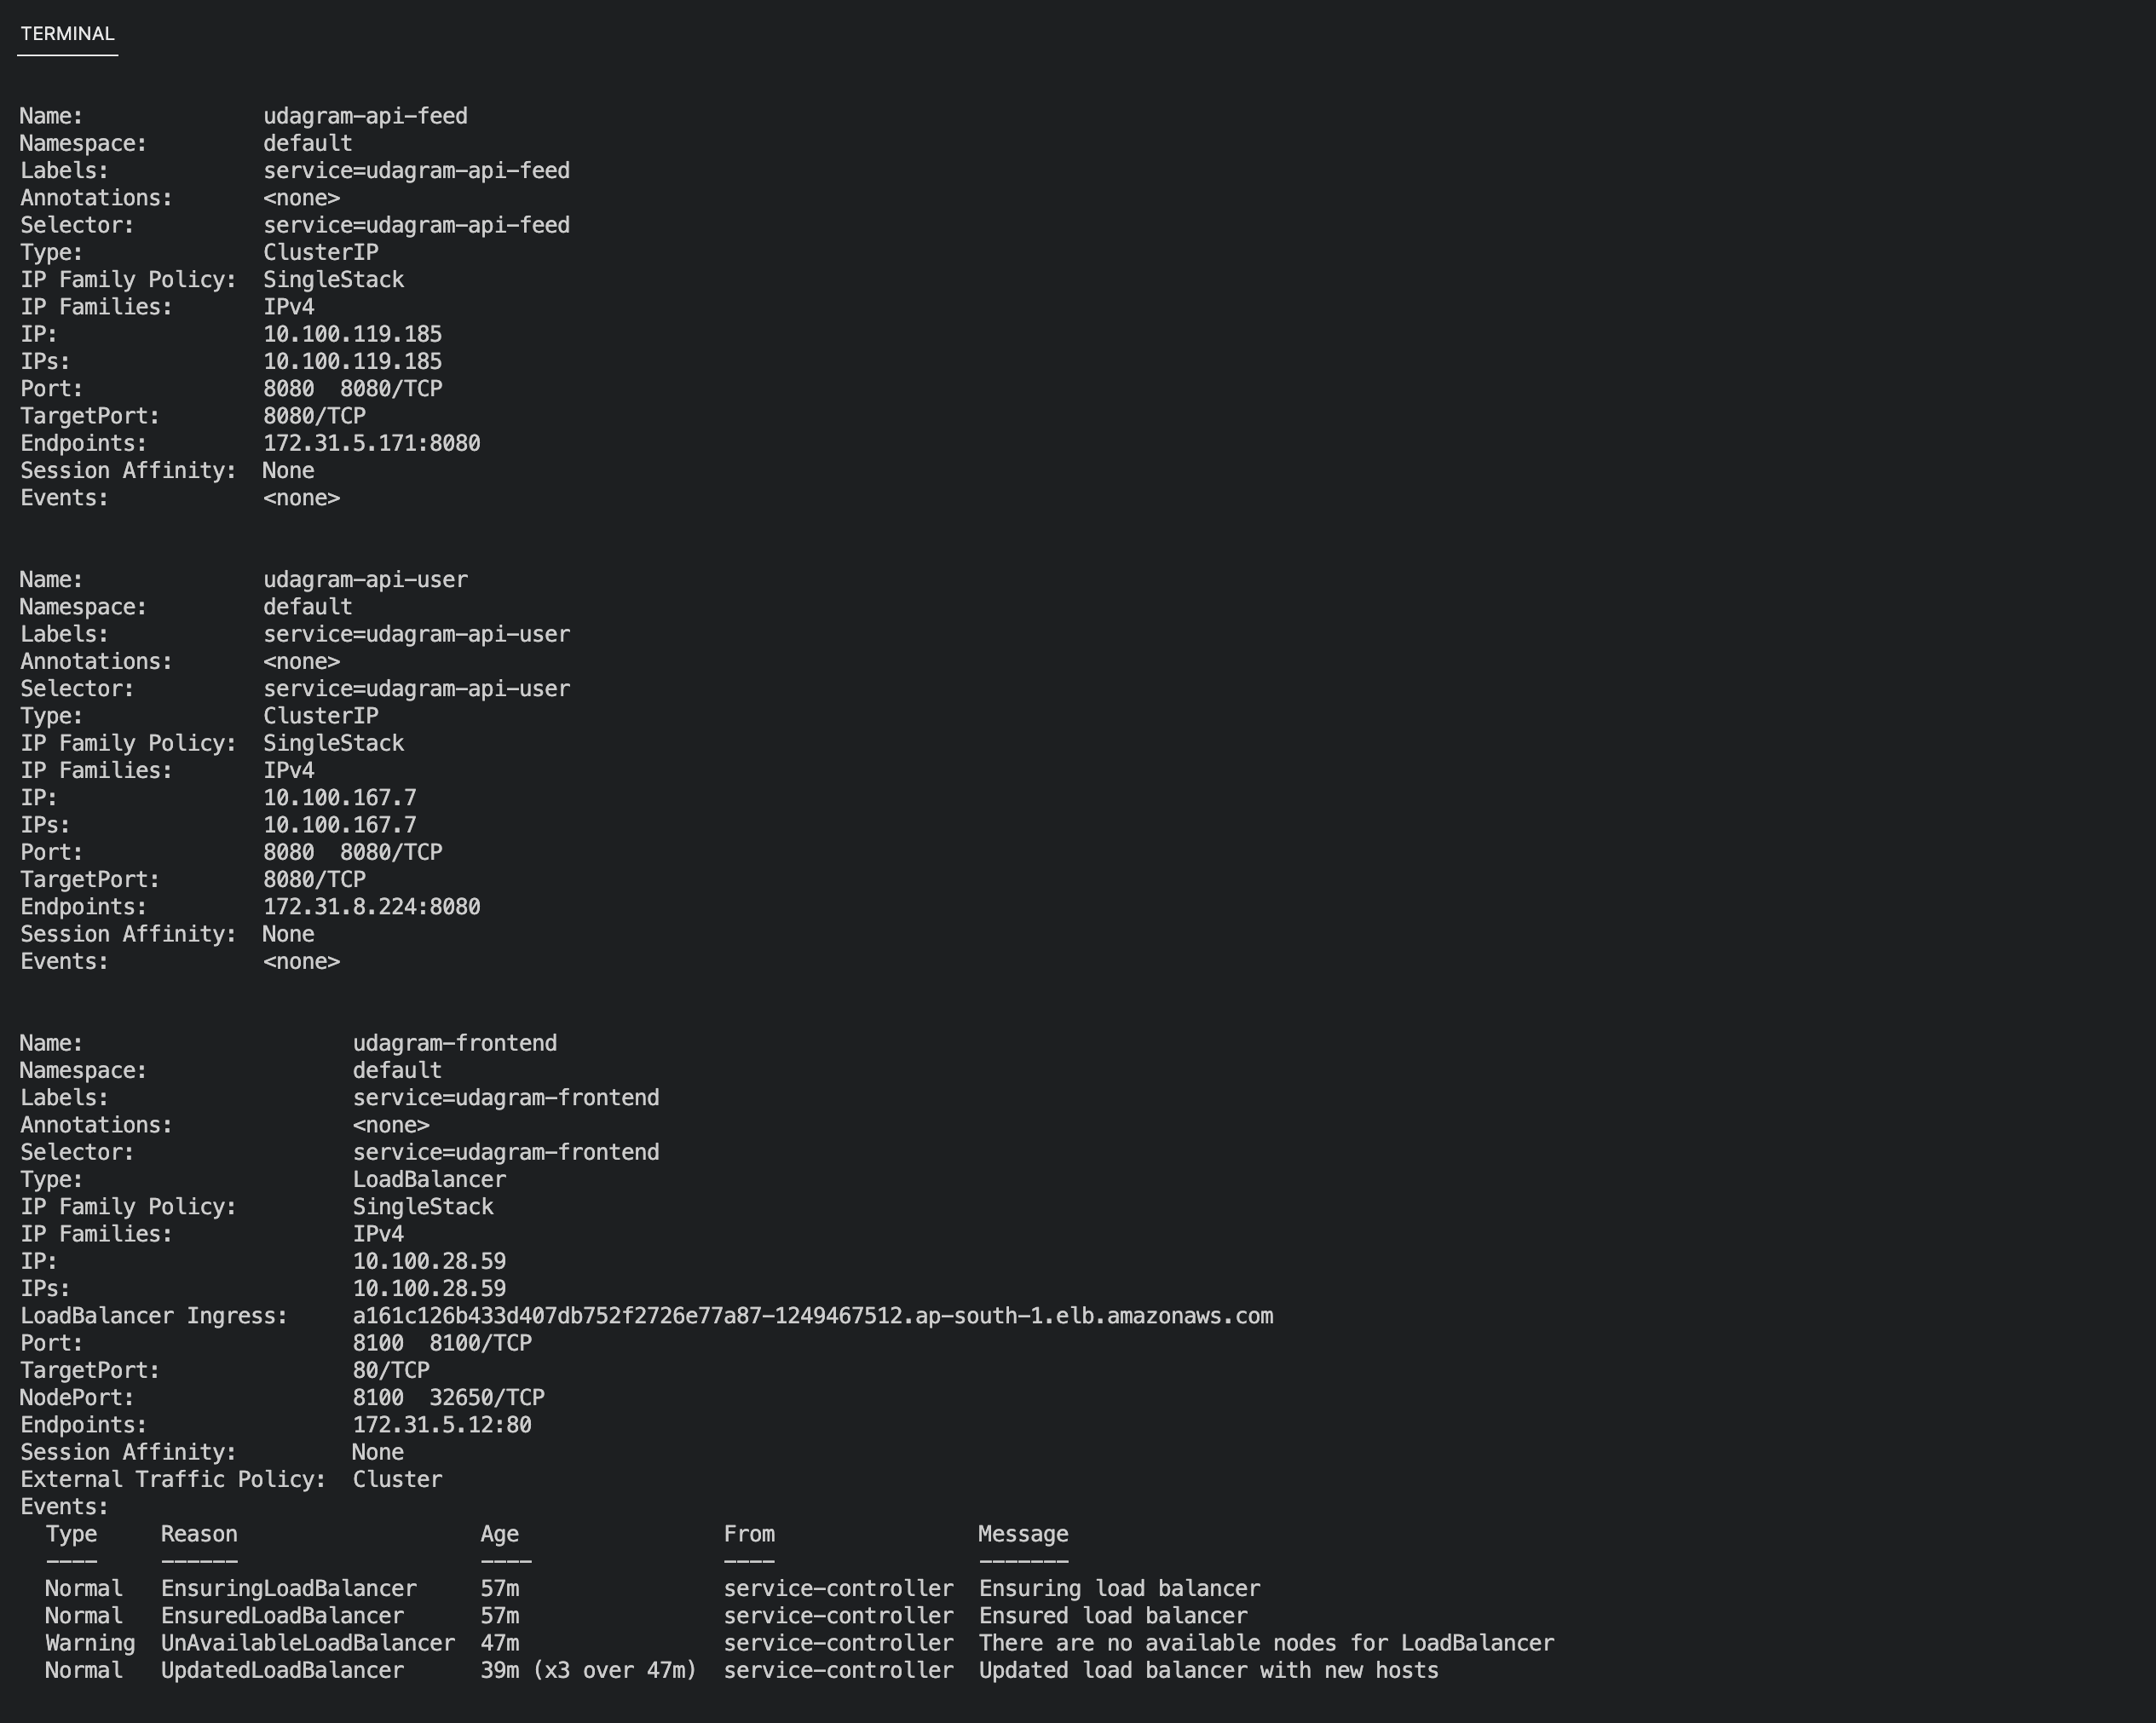 TERMINAL
Name:              udagram-api-feed
Namespace:         default
Labels:            service=udagram-api-feed
Annotations:       <none>
Selector:          service=udagram-api-feed
Type:              ClusterIP
IP Family Policy:  SingleStack
IP Families:       IPv4
IP:                10.100.119.185
IPs:               10.100.119.185
Port:              8080  8080/TCP
TargetPort:        8080/TCP
Endpoints:         172.31.5.171:8080
Session Affinity:  None
Events:            <none>
Name:              udagram-api-user
Namespace:         default
Labels:            service=udagram-api-user
Annotations:       <none>
Selector:          service=udagram-api-user
Type:              ClusterIP
IP Family Policy:  SingleStack
IP Families:       IPv4
IP:                10.100.167.7
IPs:               10.100.167.7
Port:              8080  8080/TCP
TargetPort:        8080/TCP
Endpoints:         172.31.8.224:8080
Session Affinity:  None
Events:            <none>
Name:                     udagram-frontend
Namespace:                default
Labels:                   service=udagram-frontend
Annotations:              <none>
Selector:                 service=udagram-frontend
Type:                     LoadBalancer
IP Family Policy:         SingleStack
IP Families:              IPv4
IP:                       10.100.28.59
IPs:                      10.100.28.59
LoadBalancer Ingress:     a161c126b433d407db752f2726e77a87-1249467512.ap-south-1.elb.amazonaws.com
Port:                     8100  8100/TCP
TargetPort:               80/TCP
NodePort:                 8100  32650/TCP
Endpoints:                172.31.5.12:80
Session Affinity:         None
External Traffic Policy:  Cluster
Events:
  Type     Reason                   Age                From                Message
  ----     ------                   ----               ----                -------
  Normal   EnsuringLoadBalancer     57m                service-controller  Ensuring load balancer
  Normal   EnsuredLoadBalancer      57m                service-controller  Ensured load balancer
  Warning  UnAvailableLoadBalancer  47m                service-controller  There are no available nodes for LoadBalancer
  Normal   UpdatedLoadBalancer      39m (x3 over 47m)  service-controller  Updated load balancer with new hosts